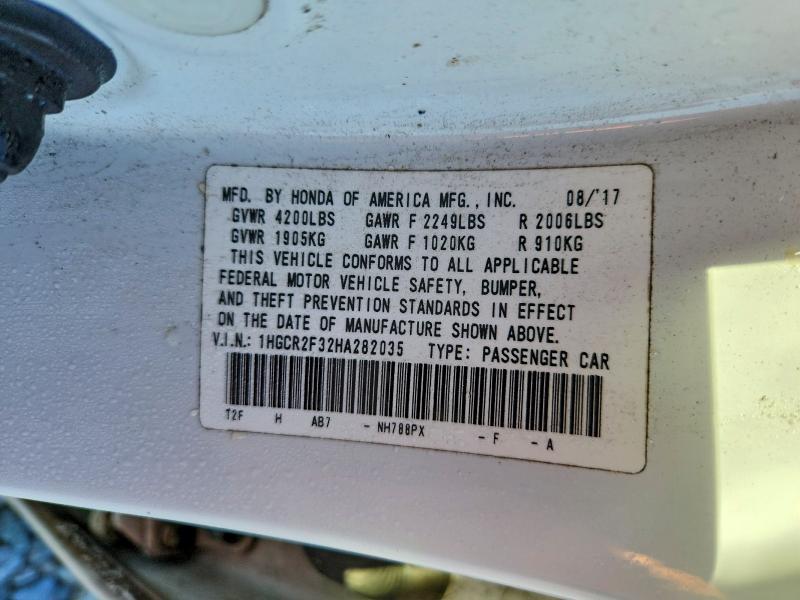 MFD. BY HONDA OF AMERICA MFG., INC. 08/'17
GVWR 4200LBS GAWR F 2249LBS R 2006LBS
GVWR 1905KG GAWR F 1020KG R 910KG
THIS VEHICLE CONFORMS TO ALL APPLICABLE
FEDERAL MOTOR VEHICLE SAFETY, BUMPER,
AND THEFT PREVENTION STANDARDS IN EFFECT
ON THE DATE OF MANUFACTURE SHOWN ABOVE.
V.I.N.: 1HGCR2F32HA282035 TYPE: PASSENGER CAR
T2F H AB7 - NH788PX - F - A